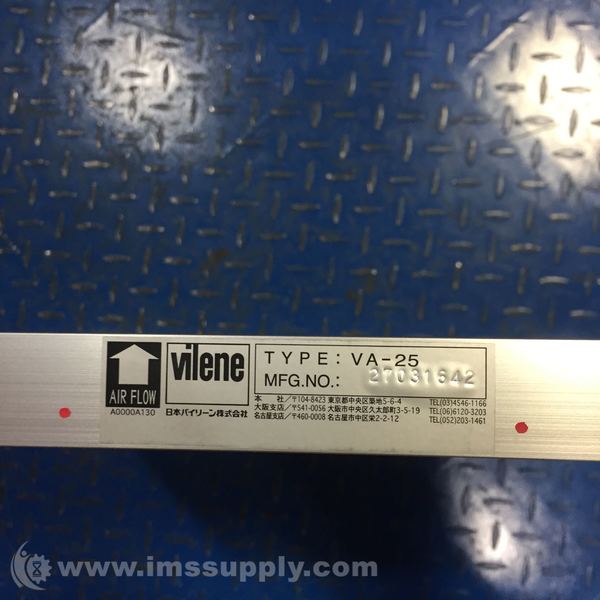 AIR FLOW
A0000A130
vilene
日本バイリーン株式会社
TYPE: VA-25
MFG.NO.: 27031642
本 社／〒104-8423 東京都中央区築地5-6-4 TEL(03)4546-1166
大阪支店／〒541-0056 大阪市中央区久太郎町3-5-19 TEL(06)6120-3203
名古屋支店／〒460-0008 名古屋市中区栄2-2-12 TEL(052)203-1461
www.imssupply.com